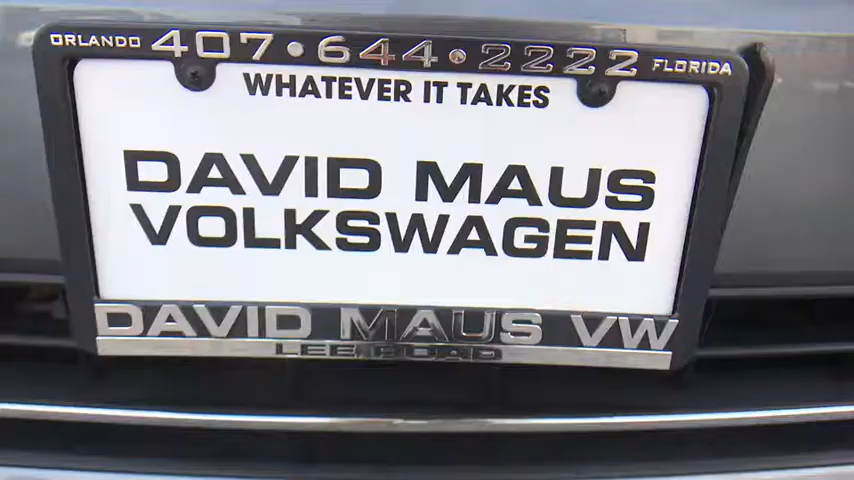 ORLANDO 407•644•2222 FLORIDA
WHATEVER IT TAKES
DAVID MAUS
VOLKSWAGEN
DAVID MAUS VW
LEE ROAD